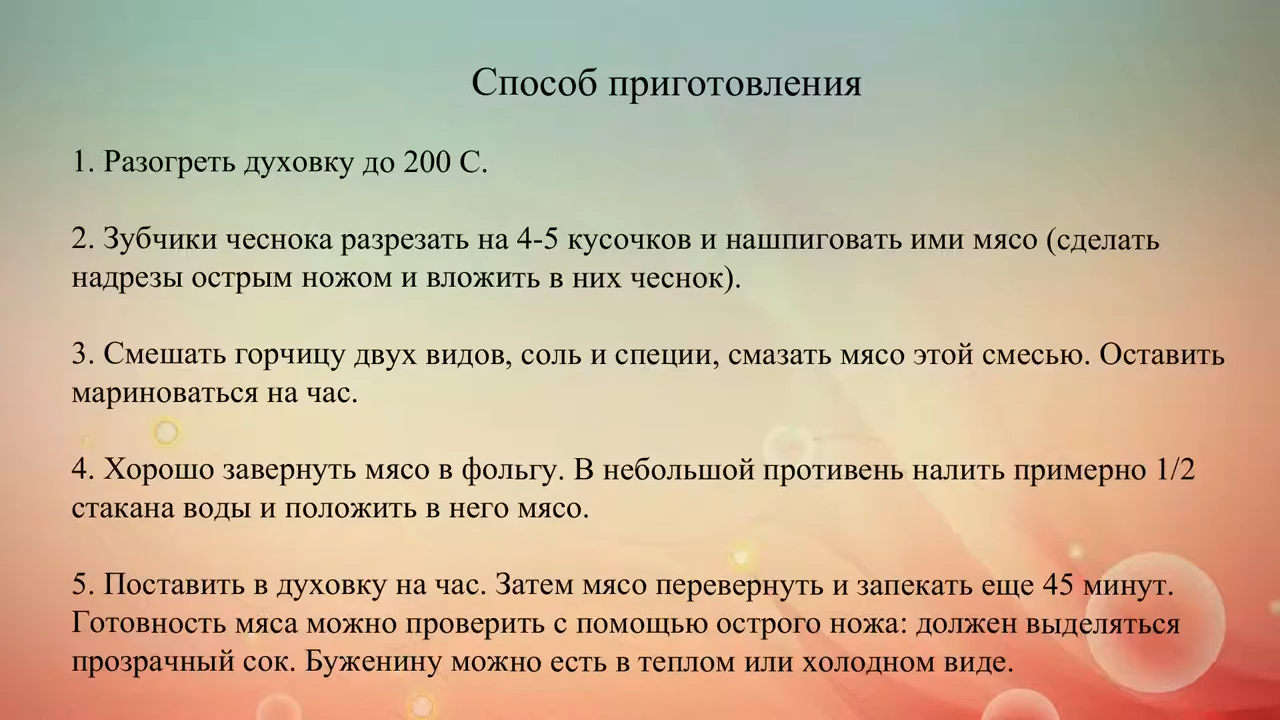 Способ приготовления
1. Разогреть духовку до 200 С.
2. Зубчики чеснока разрезать на 4-5 кусочков и нашпиговать ими мясо (сделать
надрезы острым ножом и вложить в них чеснок).
3. Смешать горчицу двух видов, соль и специи, смазать мясо этой смесью. Оставить
мариноваться на час.
4. Хорошо завернуть мясо в фольгу. В небольшой противень налить примерно 1/2
стакана воды и положить в него мясо.
5. Поставить в духовку на час. Затем мясо перевернуть и запекать еще 45 минут.
Готовность мяса можно проверить с помощью острого ножа: должен выделяться
прозрачный сок. Буженину можно есть в теплом или холодном виде.